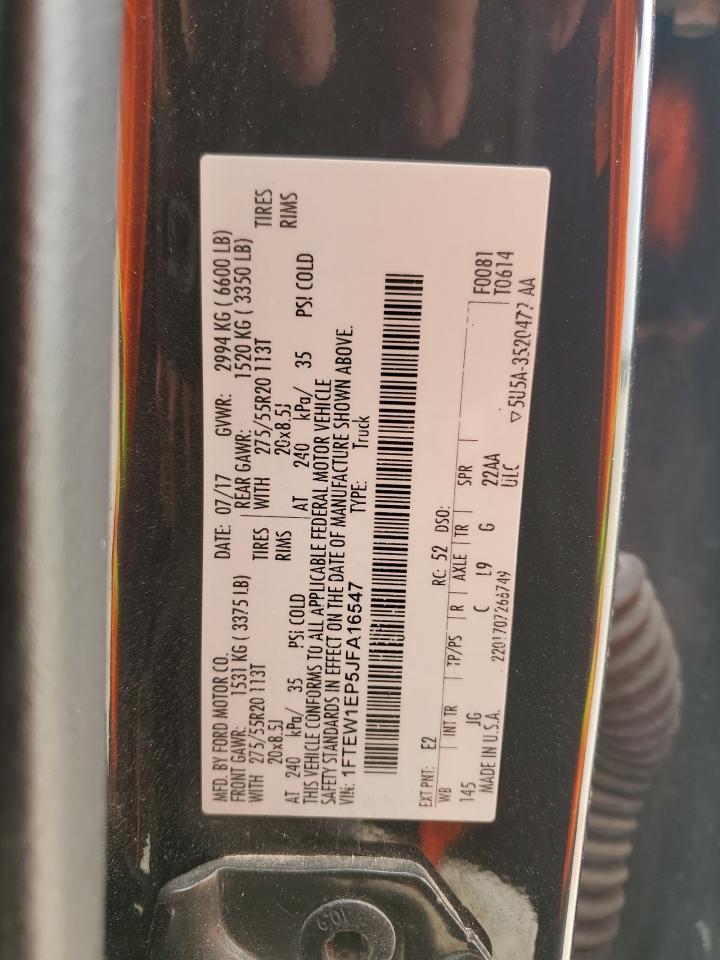 MFD. BY FORD MOTOR CO. DATE: 07/17 GVWR: 2994 KG ( 6600 LB)
FRONT GAWR: 1531 KG ( 3375 LB) REAR GAWR: 1520 KG ( 3350 LB)
WITH 275/55R20 113T TIRES WITH 275/55R20 113T TIRES
20x8.5J RIMS 20x8.5J RIMS
AT 240 kPa/ 35 PSI COLD AT 240 kPa/ 35 PSI COLD
THIS VEHICLE CONFORMS TO ALL APPLICABLE FEDERAL MOTOR VEHICLE
SAFETY STANDARDS IN EFFECT ON THE DATE OF MANUFACTURE SHOWN ABOVE.
VIN: 1FTEW1EP5JFA16547 TYPE: Truck
EXT PNT: E2 RC: 52 DSO:
WB INT TR TP/PS R AXLE TR SPR F0081
145 JG C L9 G 22AA T0614
ULC
MADE IN U.S.A. 2201707266749 ▽ 5U5A-3520472 AA
10.9